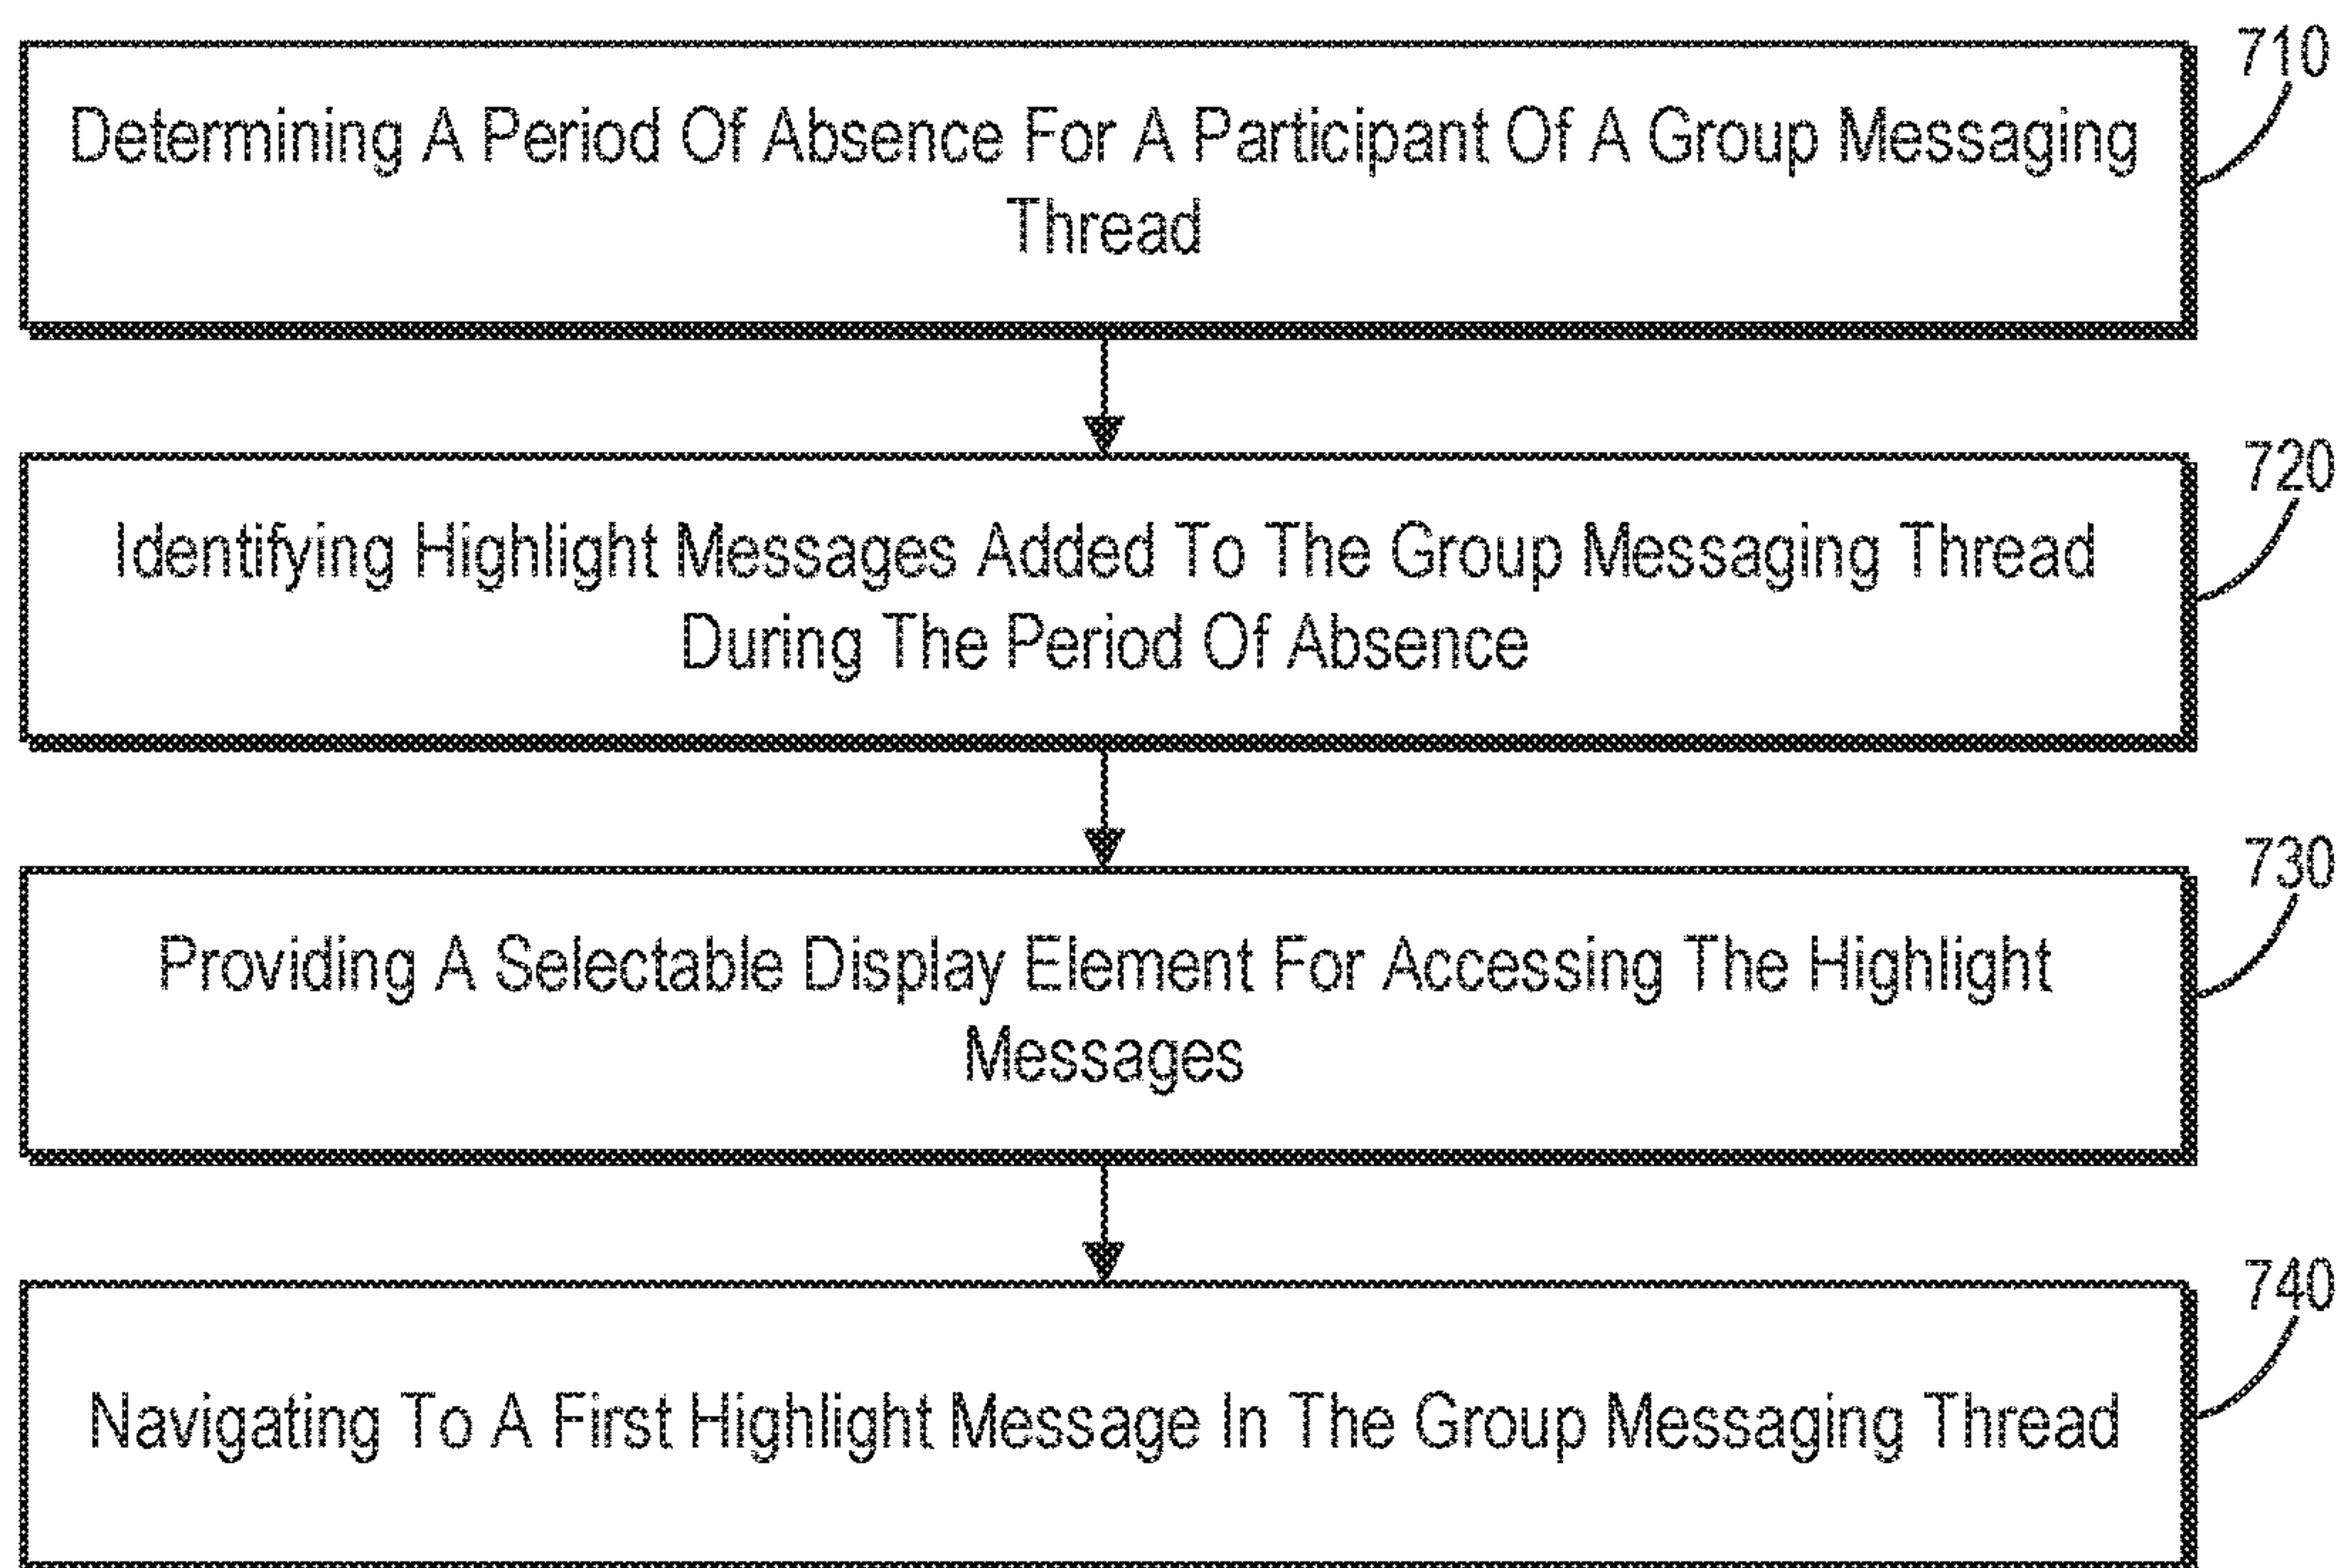 710
Determining A Period Of Absence For A Participant Of A Group Messaging
Thread
720
Identifying Highlight Messages Added To The Group Messaging Thread
During The Period Of Absence
730
Providing A Selectable Display Element For Accessing The Highlight
Messages
740
Navigating To A First Highlight Message In The Group Messaging Thread